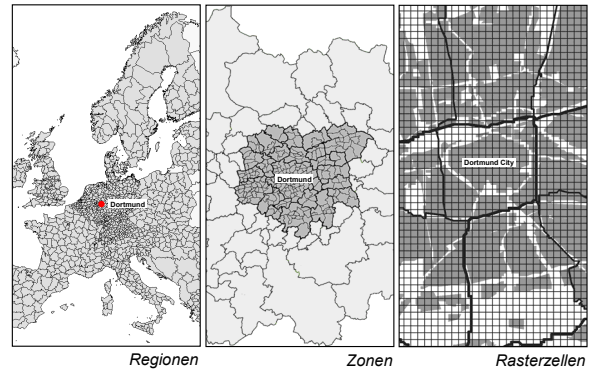 Dortmund
Dortmund
Dortmund City
Regionen
Zonen
Rasterzellen